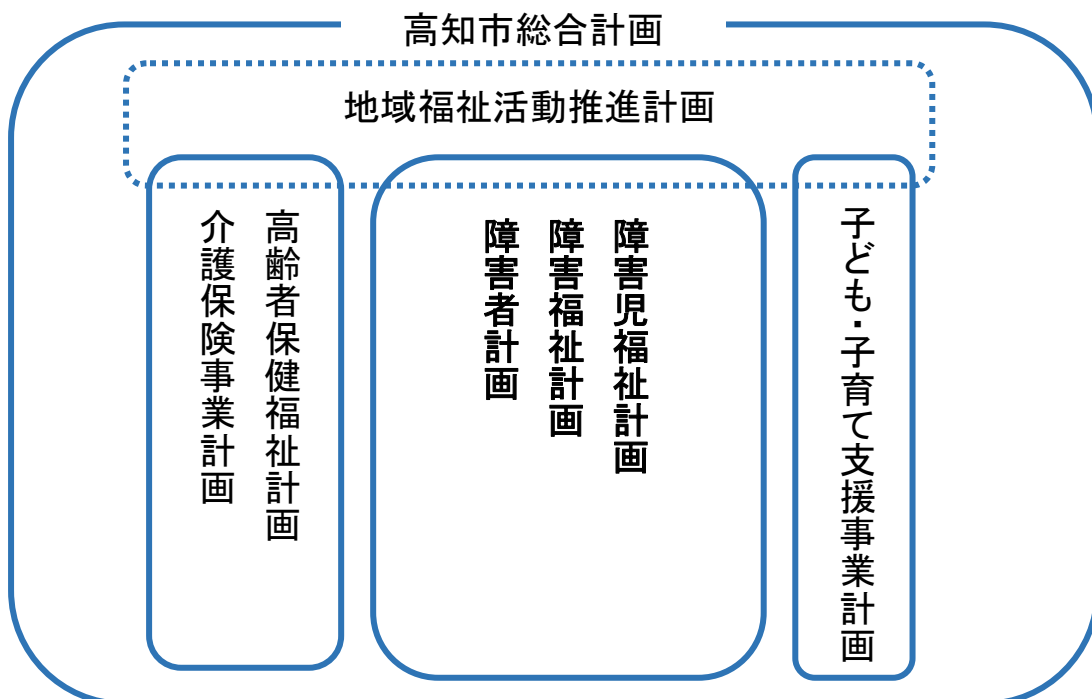 高知市総合計画
地域福祉活動推進計画
高齢者保健福祉計画
介護保険事業計画
障害児福祉計画
障害福祉計画
障害者計画
子ども・子育て支援事業計画